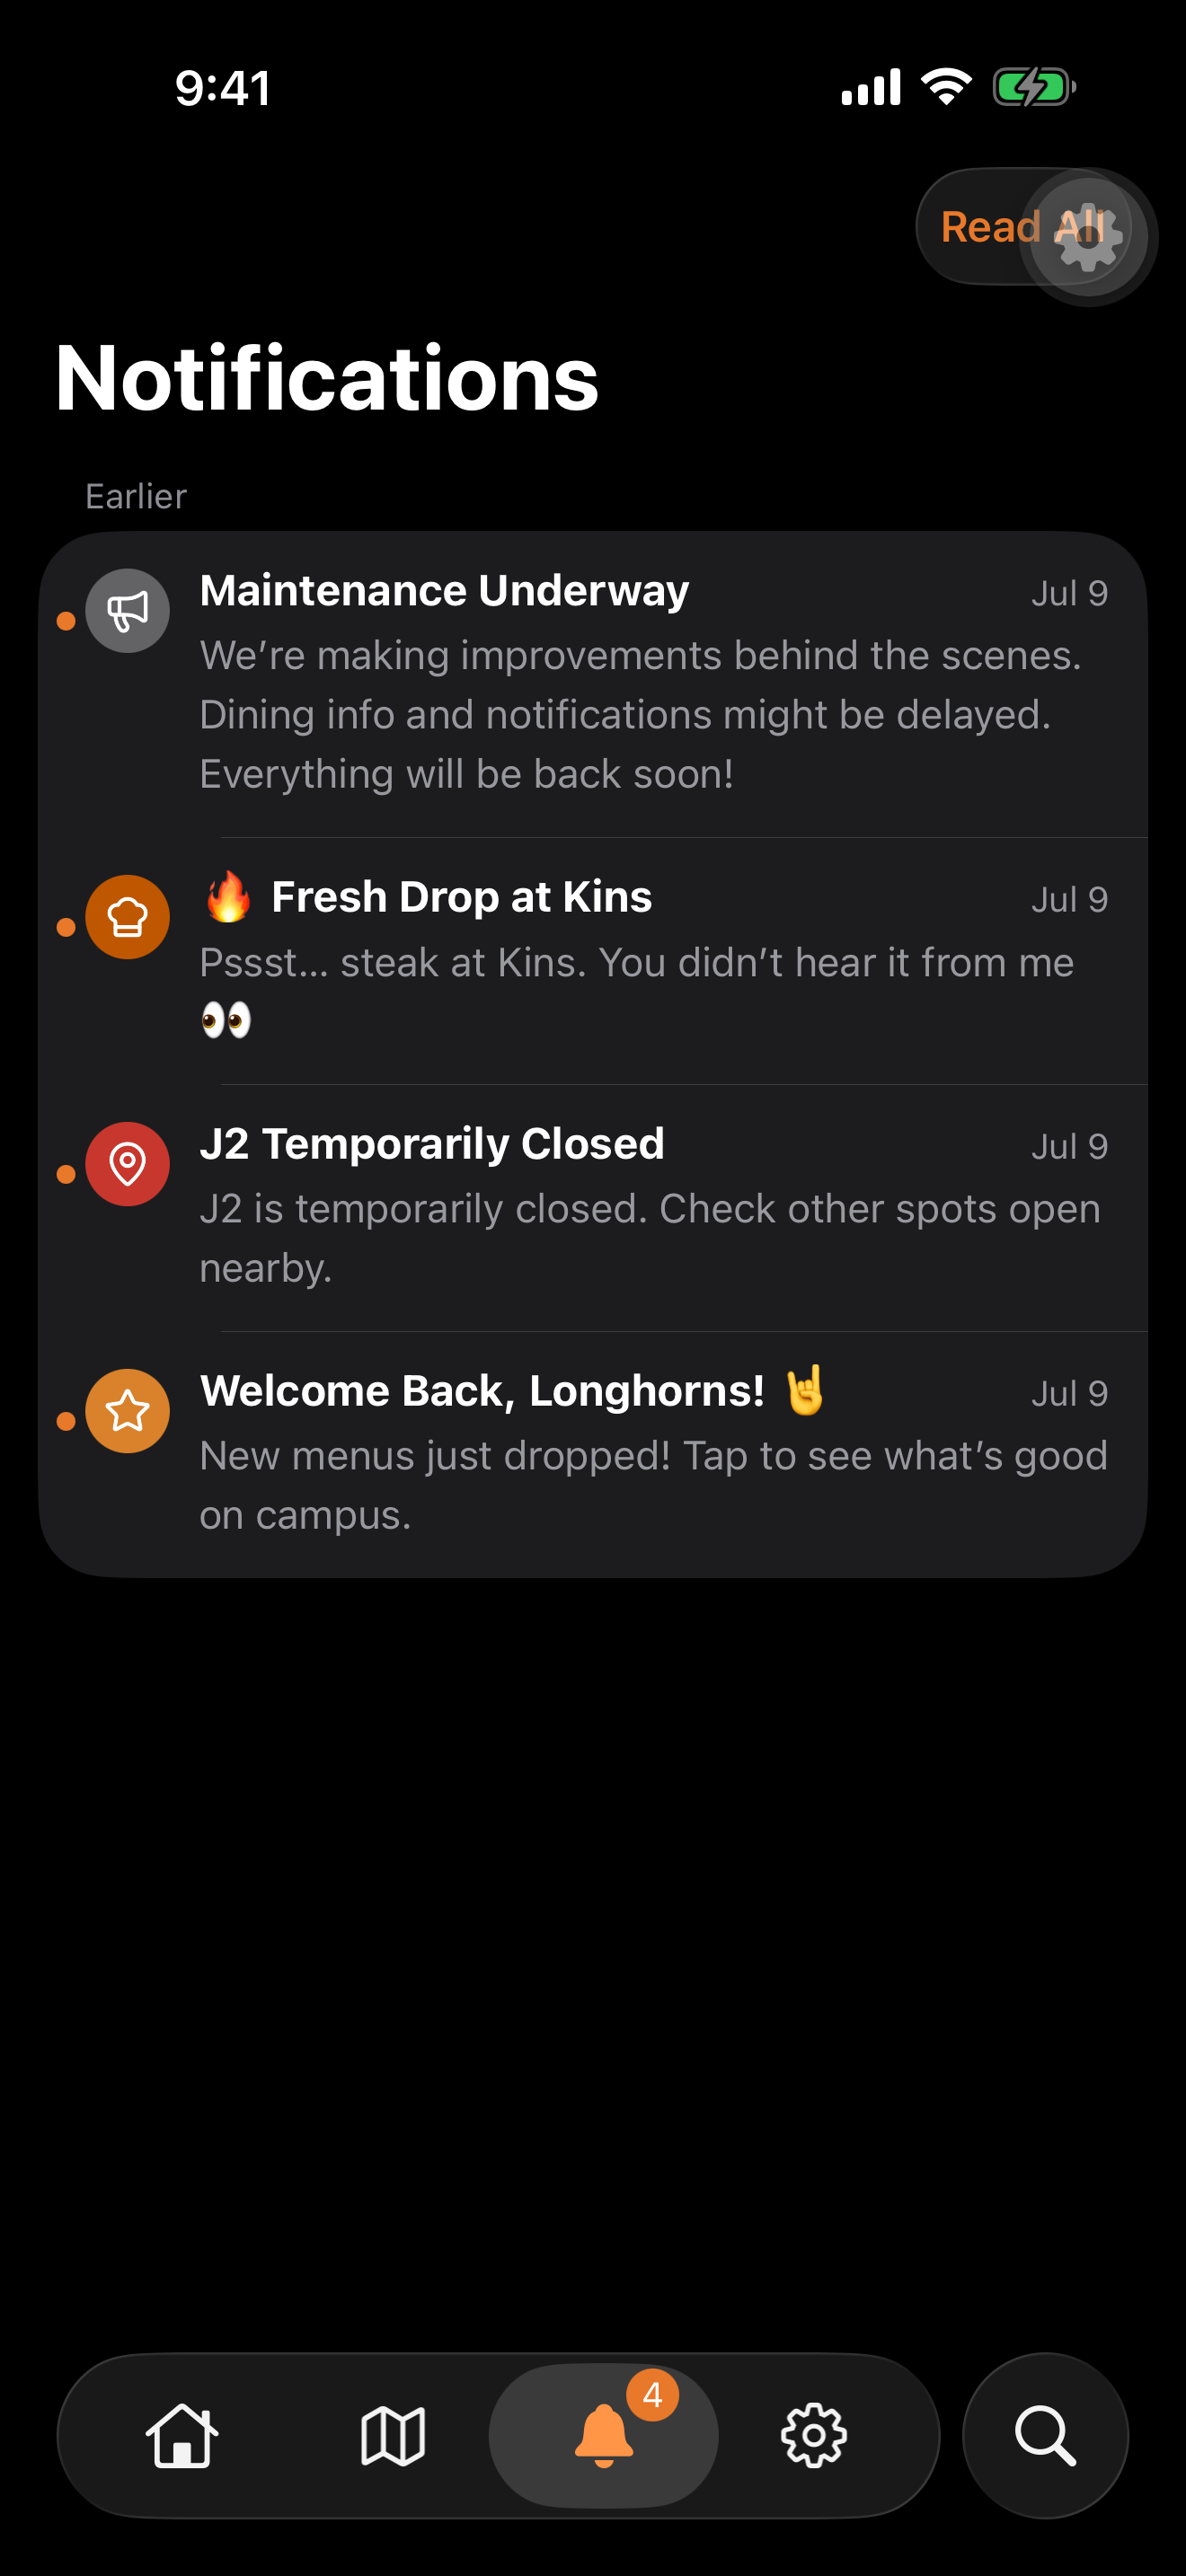 9:41
Read All
Notifications
Earlier
Maintenance Underway
Jul 9
We’re making improvements behind the scenes.
Dining info and notifications might be delayed.
Everything will be back soon!
🔥 Fresh Drop at Kins
Jul 9
Pssst... steak at Kins. You didn’t hear it from me
👀
J2 Temporarily Closed
Jul 9
J2 is temporarily closed. Check other spots open
nearby.
Welcome Back, Longhorns! 🤘
Jul 9
New menus just dropped! Tap to see what’s good
on campus.
4